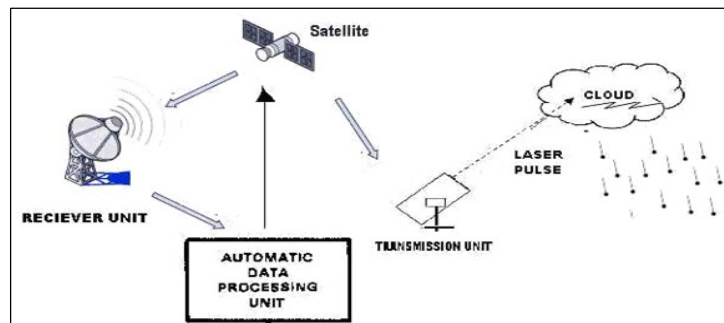 Satellite
CLOUD
LASER
PULSE
RECIEVER UNIT
TRANSMISSION UNIT
AUTOMATIC
DATA
PROCESSING
UNIT